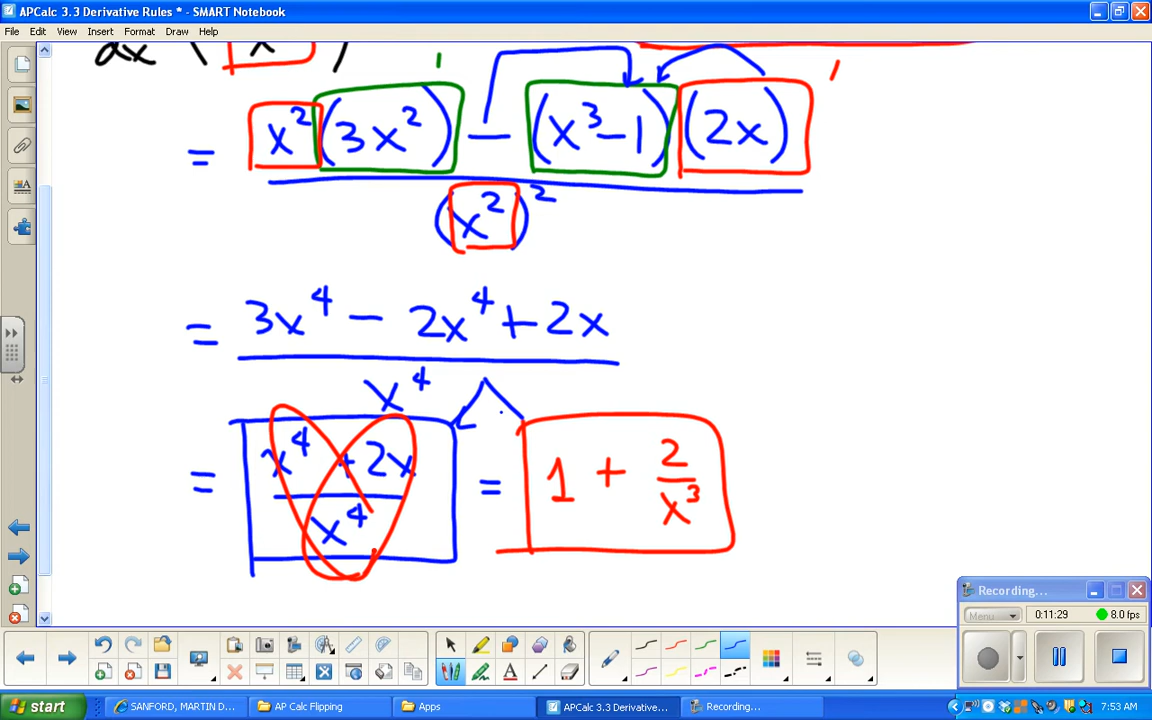 APCalc 3.3 Derivative Rules * - SMART Notebook
File Edit View Insert Format Draw Help
dx ( x )
= x²(3x²) - (x³-1)(2x)
(x²)²
= 3x⁴ - 2x⁴ + 2x
x⁴
= x⁴ + 2x = 1 + 2
x⁴ x³
Recording...
Menu 0:11:29 8.0 fps
start SANFORD, MARTIN D... AP Calc Flipping Apps APCalc 3.3 Derivative... Recording... 7:53 AM